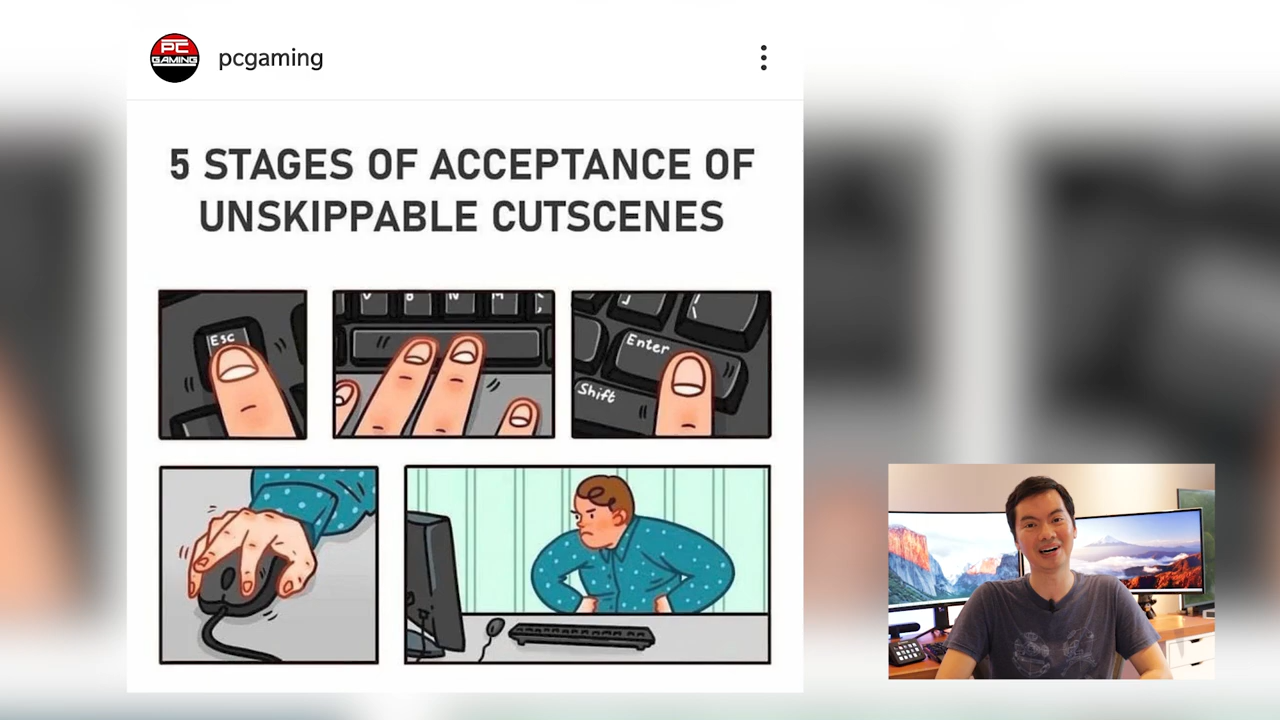 PC
GAMING
pcgaming
5 STAGES OF ACCEPTANCE OF
UNSKIPPABLE CUTSCENES
Esc
V B N M
Enter
Shift